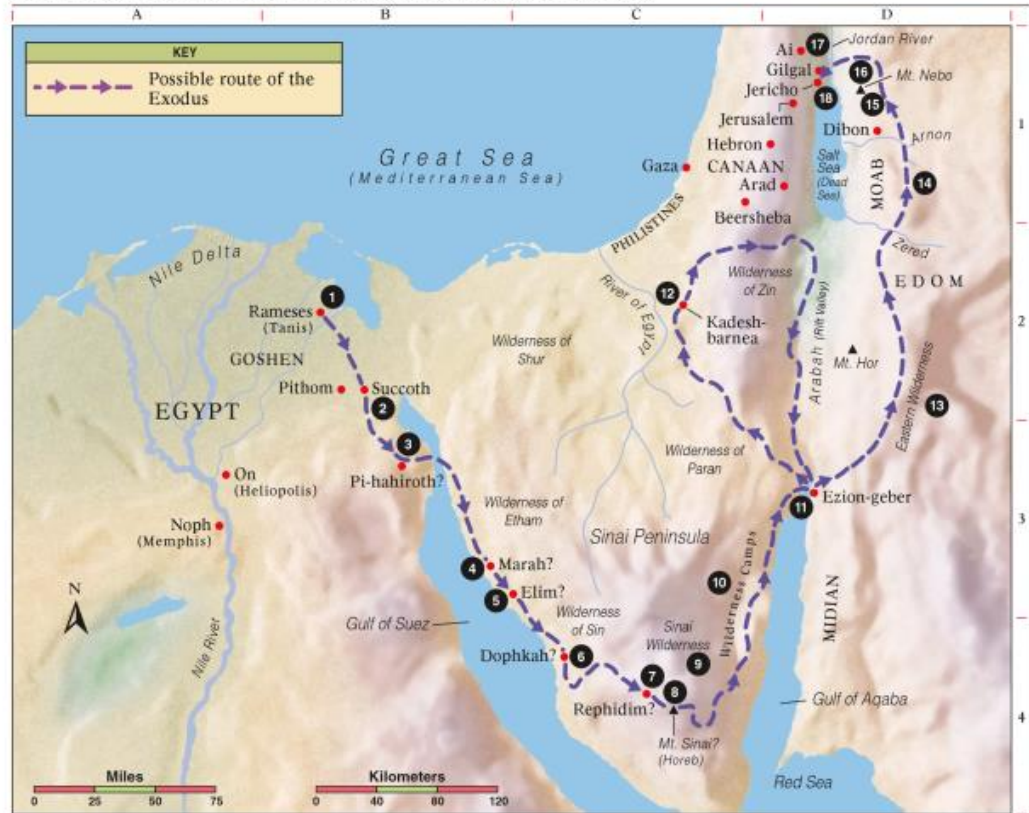 A
B
C
D
KEY
Possible route of the
Exodus
Great Sea
(Mediterranean Sea)
Ai
17
Jordan River
Gilgal
16
Mt. Nebo
Jericho
18
15
Jerusalem
Dibon
1
Arnon
Hebron
Gaza
CANAAN
Salt
Sea
(Dead
Sea)
MOAB
14
Arad
Beersheba
PHILISTINES
Zered
Nile Delta
EDOM
1
Rameses
(Tanis)
12
River of Egypt
Wilderness
of Zin
Kadesh-
barnea
2
Wilderness
of Shur
Arabah (Rift Valley)
Mt. Hor
GOSHEN
Pithom
Succoth
EGYPT
2
Eastern Wilderness
13
3
Wilderness of
Paran
On
(Heliopolis)
Pi-hahiroth?
Ezion-geber
11
Wilderness of
Etham
3
Noph
(Memphis)
Sinai Peninsula
Marah?
4
10
Wilderness Camps
N
Elim?
5
MIDIAN
Gulf of Suez
Wilderness
of Sin
Sinai
Wilderness
Nile River
Dophkah?
6
9
7
8
Rephidim?
Gulf of Aqaba
4
Mt. Sinai?
(Horeb)
Red Sea
Miles
0 25 50 75
Kilometers
0 40 80 120